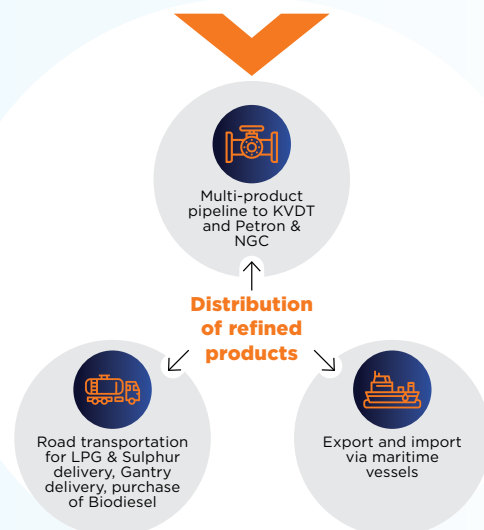 Multi-product
pipeline to KVDT
and Petron &
NGC
Distribution
of refined
products
Road transportation
for LPG & Sulphur
delivery, Gantry
delivery, purchase
of Biodiesel
Export and import
via maritime
vessels